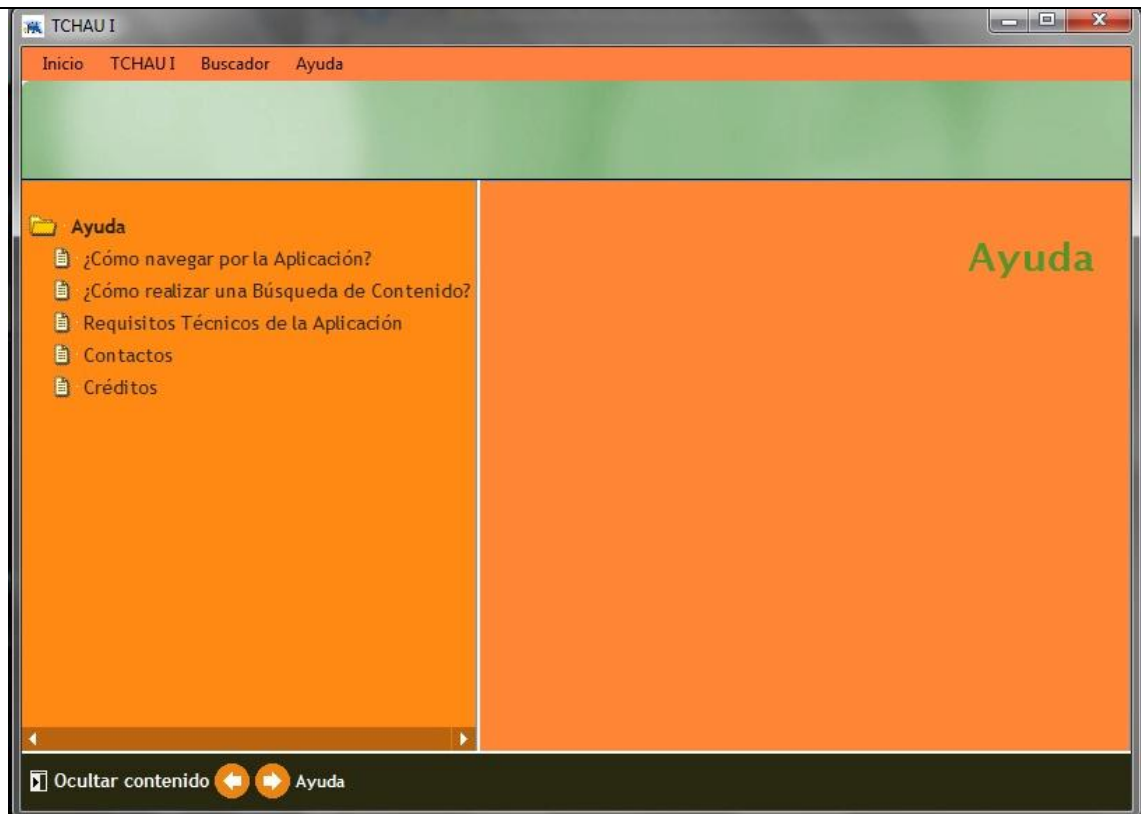 TCHAU I
Inicio TCHAU I Buscador Ayuda
Ayuda
¿Cómo navegar por la Aplicación?
¿Cómo realizar una Búsqueda de Contenido?
Requisitos Técnicos de la Aplicación
Contactos
Créditos
Ayuda
Ocultar contenido Ayuda